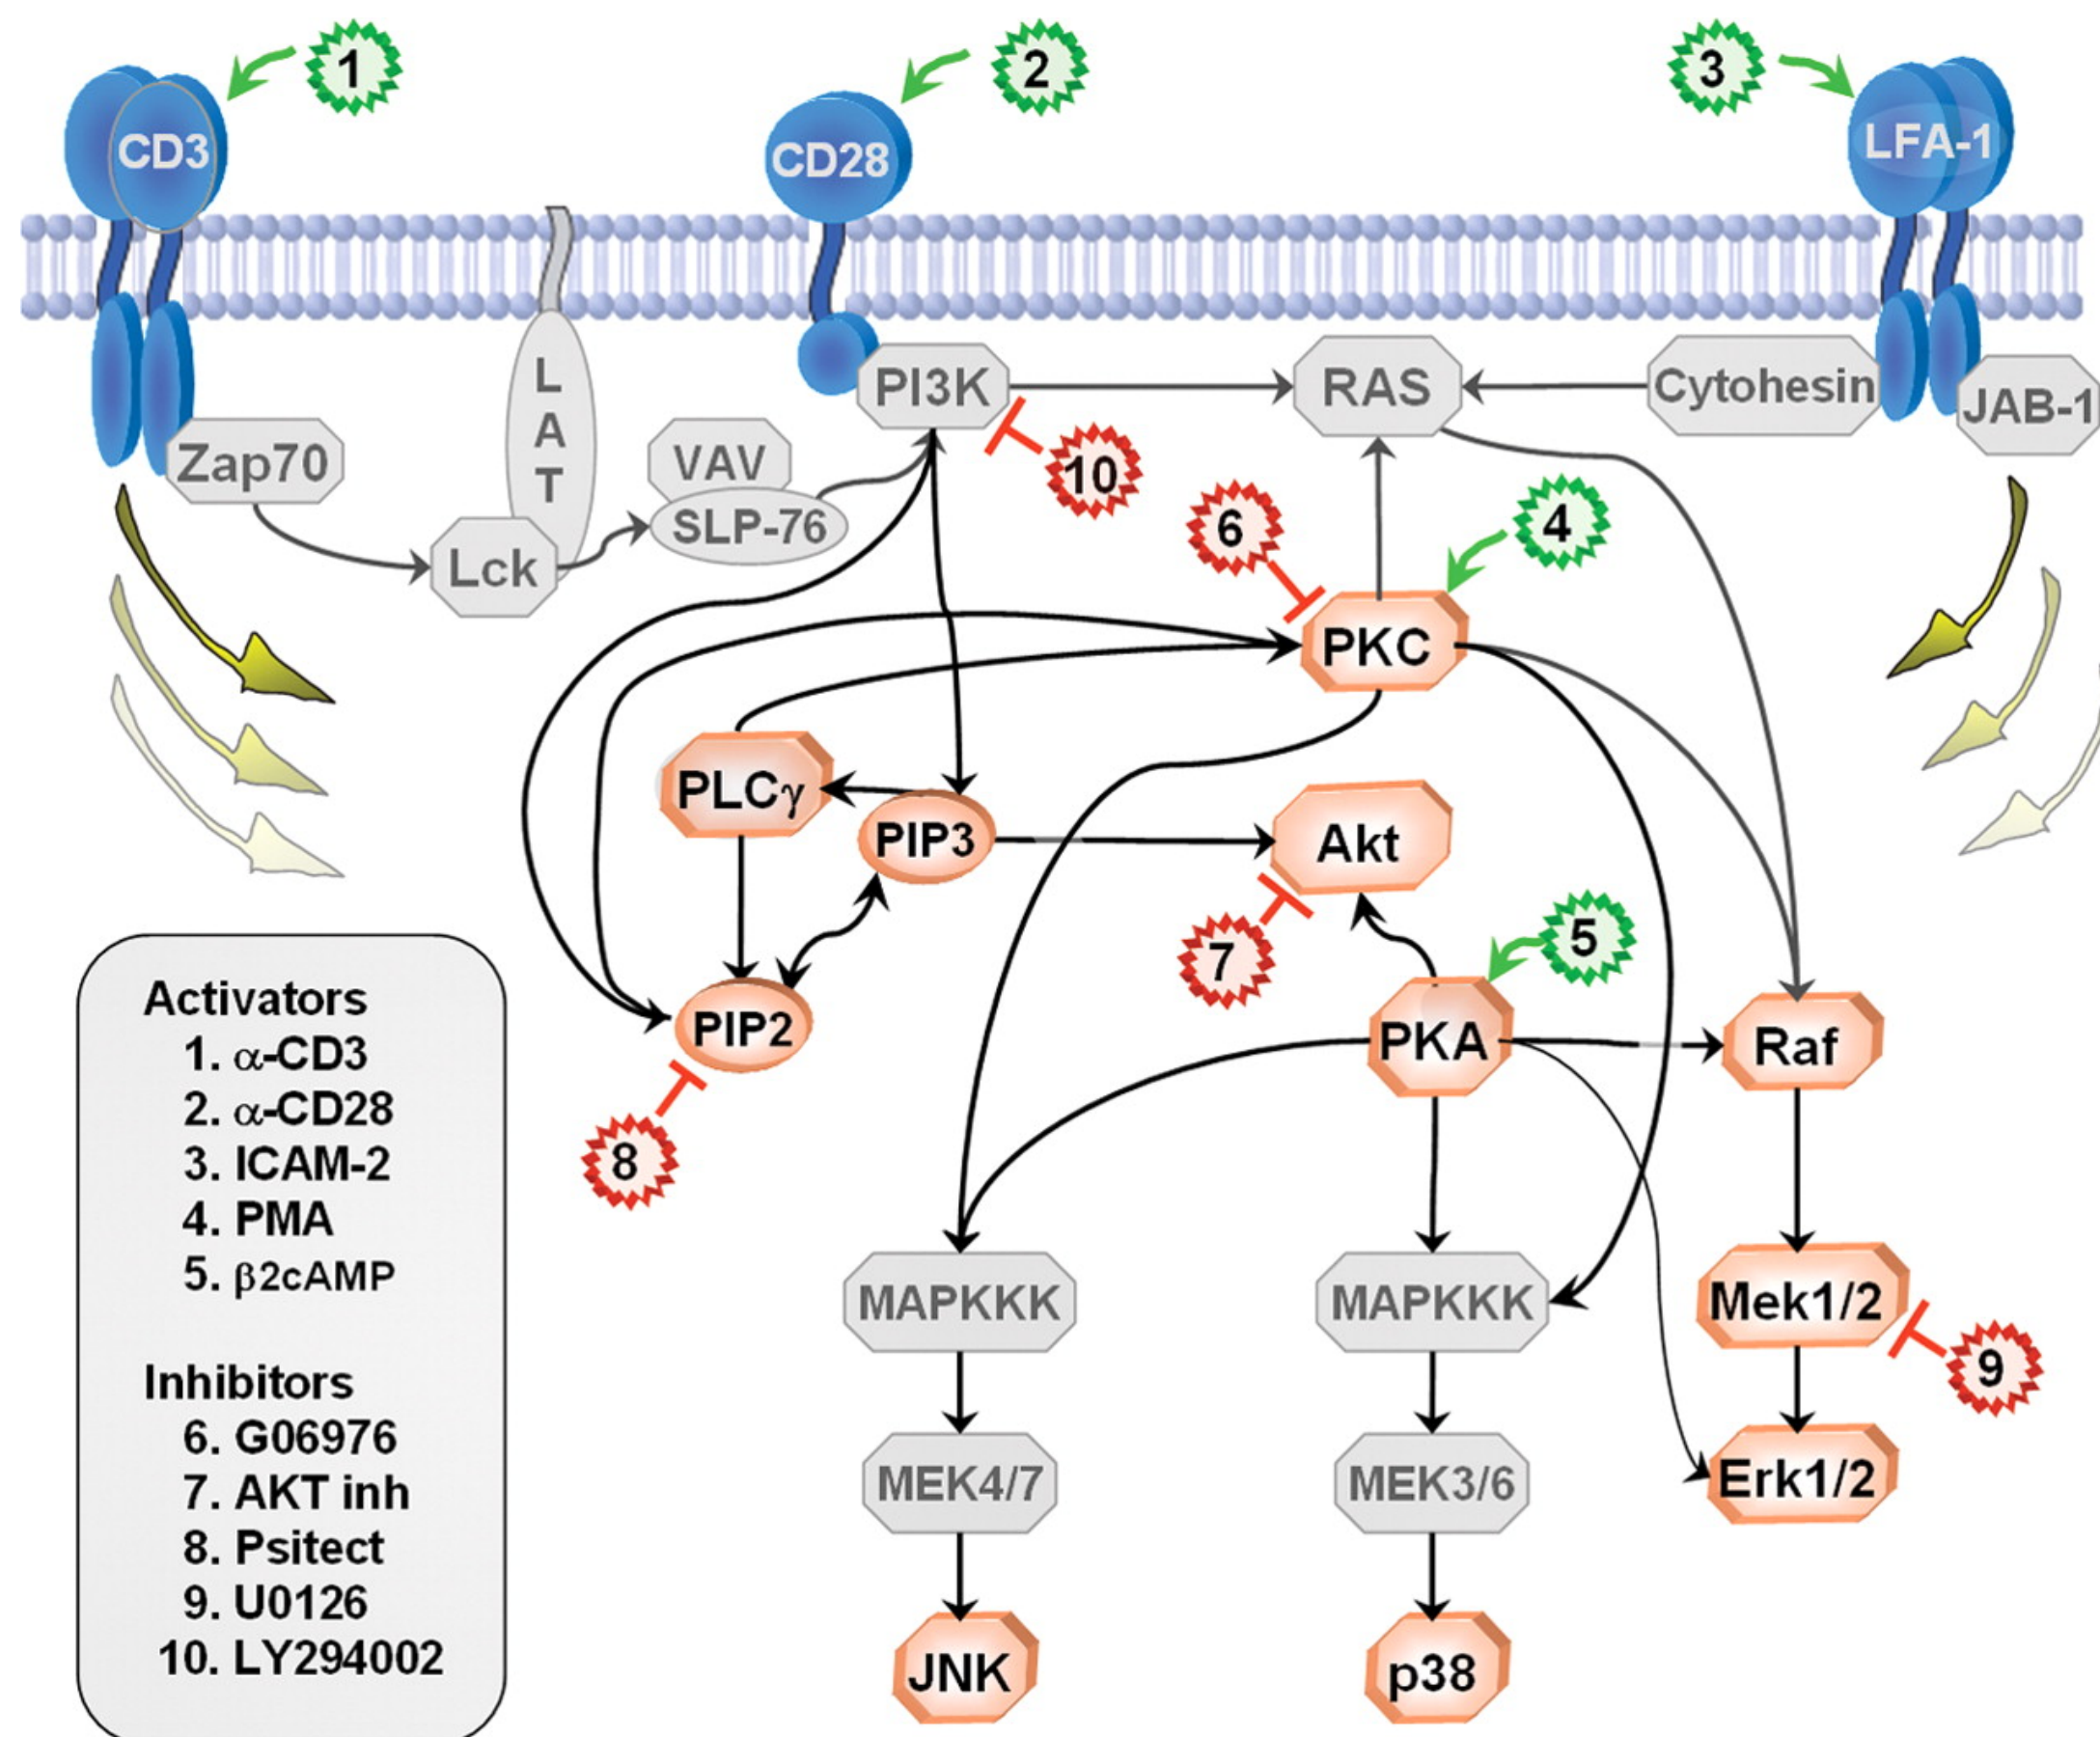 1
2
3
CD3
CD28
LFA-1
L
A
T
PI3K
RAS
Cytohesin
JAB-1
Zap70
VAV
10
SLP-76
6
4
Lck
PKC
PLCγ
PIP3
Akt
7
5
PIP2
PKA
Raf
8
Activators
1. α-CD3
2. α-CD28
3. ICAM-2
4. PMA
5. β2cAMP
Inhibitors
6. G06976
7. AKT inh
8. Psitect
9. U0126
10. LY294002
MAPKKK
MAPKKK
Mek1/2
9
MEK4/7
MEK3/6
Erk1/2
JNK
p38